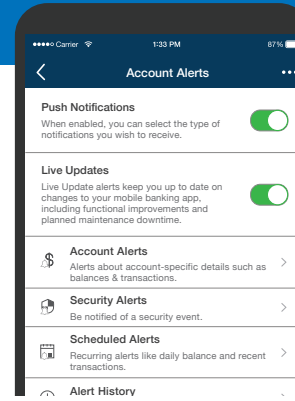 Carrier 1:33 PM 87%
Account Alerts
Push Notifications
When enabled, you can select the type of
notifications you wish to receive.
Live Updates
Live Update alerts keep you up to date on
changes to your mobile banking app,
including functional improvements and
planned maintenance downtime.
Account Alerts
Alerts about account-specific details such as
balances & transactions.
Security Alerts
Be notified of a security event.
Scheduled Alerts
Recurring alerts like daily balance and recent
transactions.
Alert History